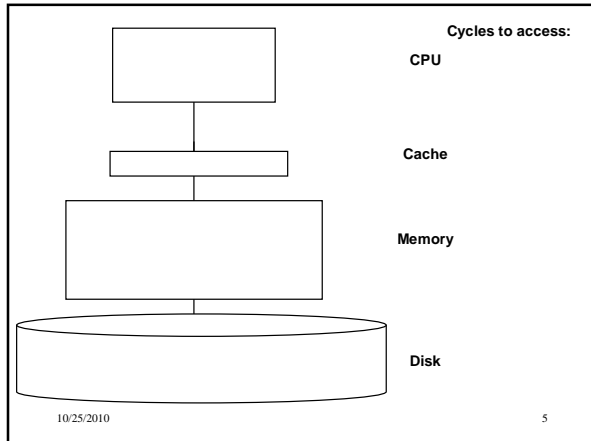 Cycles to access:
CPU
Cache
Memory
Disk
10/25/2010
5